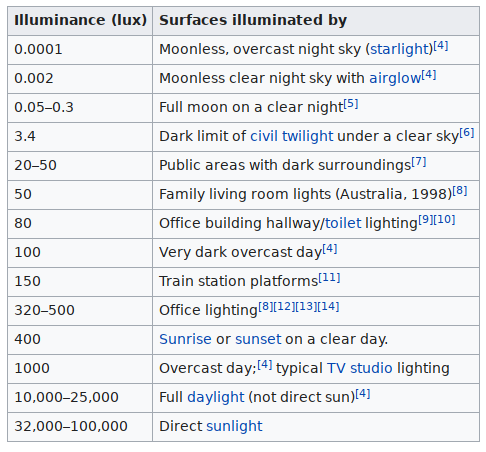 Illuminance (lux) Surfaces illuminated by
0.0001 Moonless, overcast night sky (starlight)[4]
0.002 Moonless clear night sky with airglow[4]
0.05–0.3 Full moon on a clear night[5]
3.4 Dark limit of civil twilight under a clear sky[6]
20–50 Public areas with dark surroundings[7]
50 Family living room lights (Australia, 1998)[8]
80 Office building hallway/toilet lighting[9][10]
100 Very dark overcast day[4]
150 Train station platforms[11]
320–500 Office lighting[8][12][13][14]
400 Sunrise or sunset on a clear day.
1000 Overcast day;[4] typical TV studio lighting
10,000–25,000 Full daylight (not direct sun)[4]
32,000–100,000 Direct sunlight